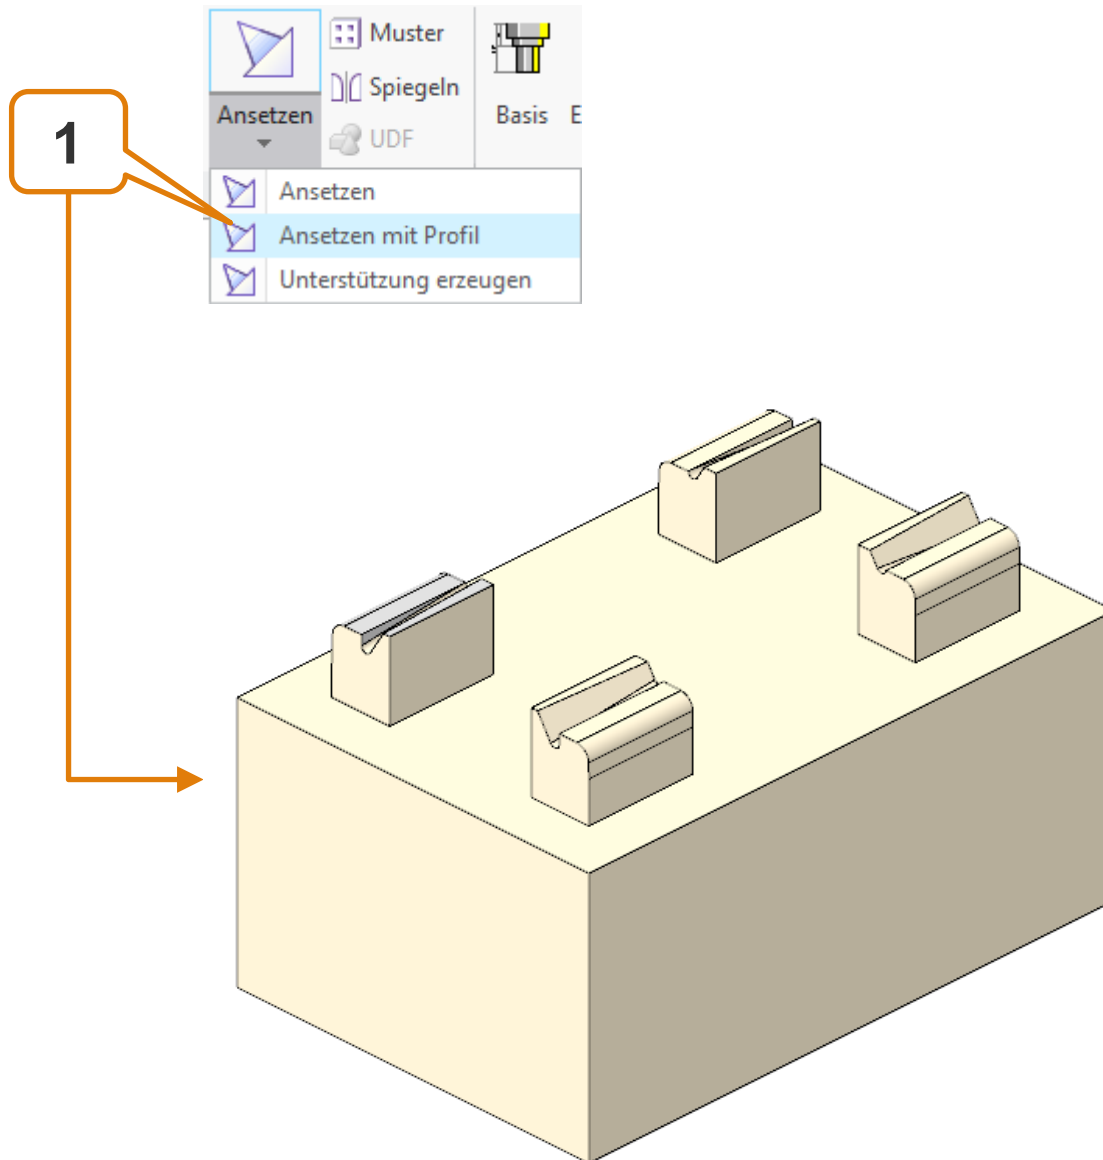 Muster
Spiegeln
UDF
Ansetzen
Basis E
1
Ansetzen
Ansetzen mit Profil
Unterstützung erzeugen